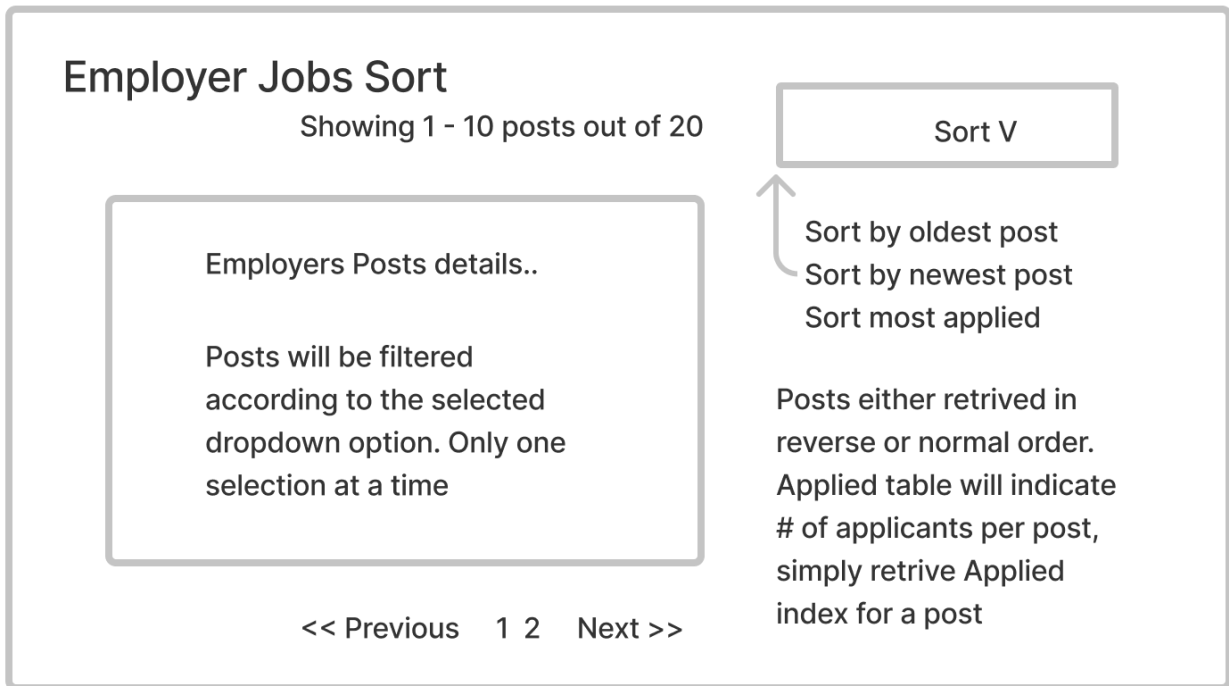 Employer Jobs Sort
Showing 1 - 10 posts out of 20
Sort V
Employers Posts details..
Posts will be filtered
according to the selected
dropdown option. Only one
selection at a time
Sort by oldest post
Sort by newest post
Sort most applied
Posts either retrived in
reverse or normal order.
Applied table will indicate
# of applicants per post,
simply retrive Applied
index for a post
<< Previous 1 2 Next >>